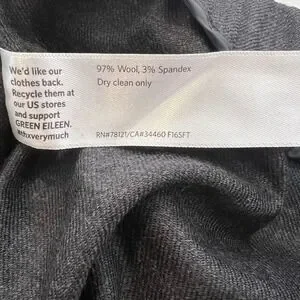 We'd like our
clothes back.
Recycle them at
our US stores
and support
GREEN EILEEN.
#thxverymuch
97% Wool, 3% Spandex
Dry clean only
RN#78121/CA#34460 F16SFT